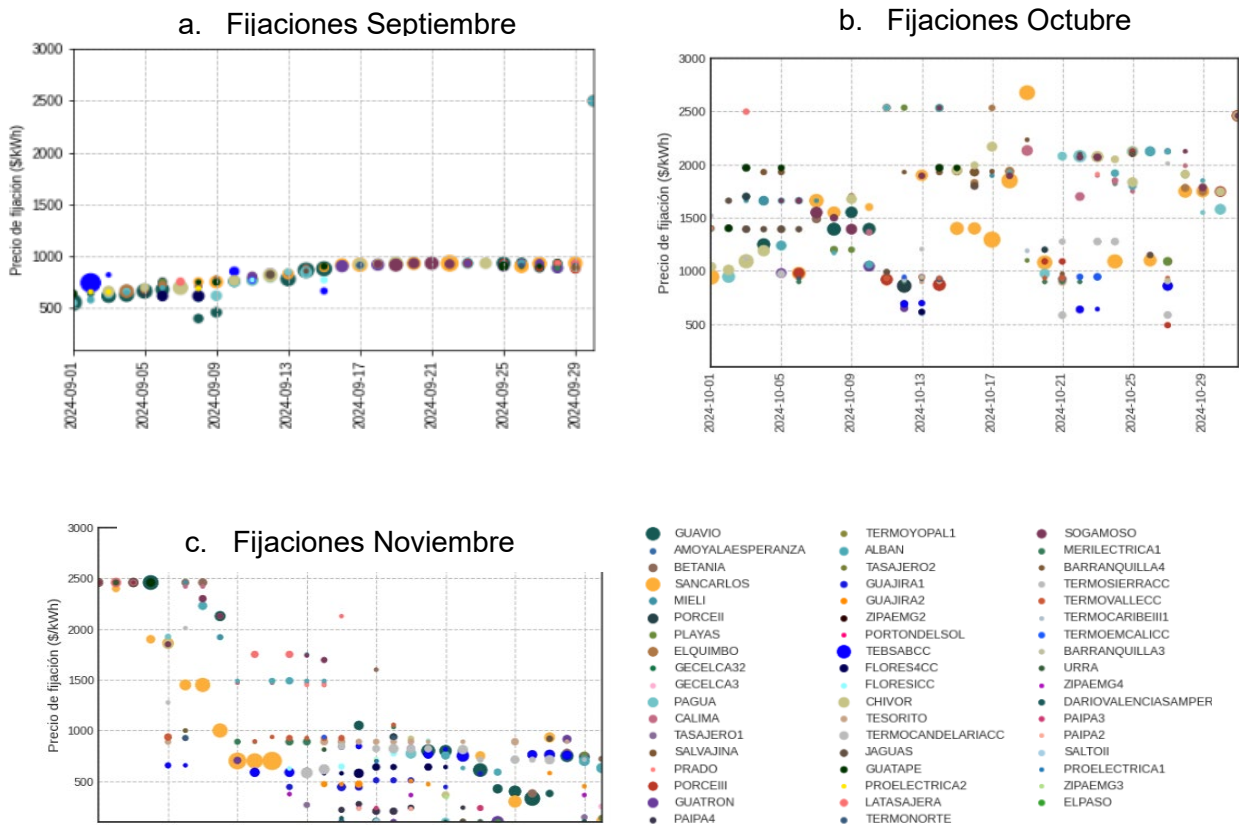 a. Fijaciones Septiembre
3000
2500
2000
1500
1000
500
Precio de fijación ($/kWh)
2024-09-01
2024-09-05
2024-09-09
2024-09-13
2024-09-17
2024-09-21
2024-09-25
2024-09-29
b. Fijaciones Octubre
3000
2500
2000
1500
1000
500
Precio de fijación ($/kWh)
2024-10-01
2024-10-05
2024-10-09
2024-10-13
2024-10-17
2024-10-21
2024-10-25
2024-10-29
c. Fijaciones Noviembre
3000
2500
2000
1500
1000
500
Precio de fijación ($/kWh)
GUAVIO
AMOYALAESPERANZA
BETANIA
SANCARLOS
MIELI
PORCEII
PLAYAS
ELQUIMBO
GECELCA32
GECELCA3
PAGUA
CALIMA
TASAJERO1
SALVAJINA
PRADO
PORCEIII
GUATRON
PAIPA4
TERMOYOPAL1
ALBAN
TASAJERO2
GUAJIRA1
GUAJIRA2
ZIPAEMG2
PORTONDELSOL
TEBSABCC
FLORES4CC
FLORESICC
CHIVOR
TESORITO
TERMOCANDELARIACC
JAGUAS
GUATAPE
PROELECTRICA2
LATASAJERA
TERMONORTE
SOGAMOSO
MERILECTRICA1
BARRANQUILLA4
TERMOSIERRACC
TERMOVALLECC
TERMOCARIBEIII1
TERMOEMCALICC
BARRANQUILLA3
URRA
ZIPAEMG4
DARIOVALENCIASAMPER
PAIPA3
PAIPA2
SALTOII
PROELECTRICA1
ZIPAEMG3
ELPASO